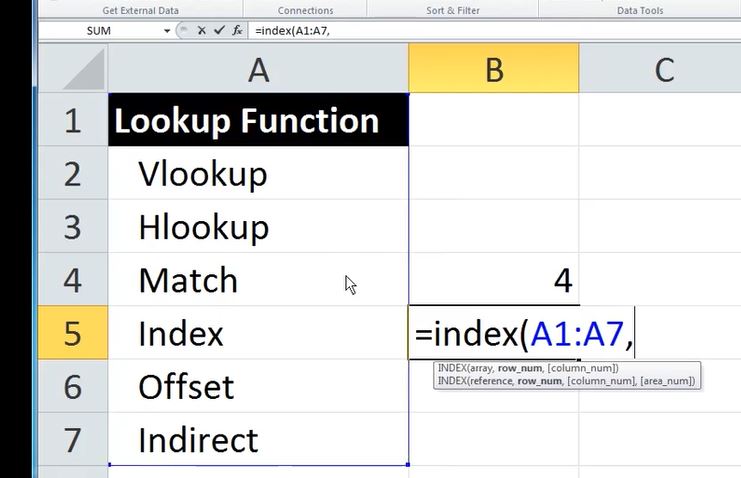 Get External Data Connections Sort & Filter Data Tools
SUM fx =index(A1:A7,
A B C
1 Lookup Function
2 Vlookup
3 Hlookup
4 Match 4
5 Index =index(A1:A7,
INDEX(array, row_num, [column_num])
INDEX(reference, row_num, [column_num], [area_num])
6 Offset
7 Indirect